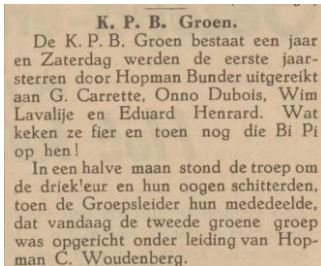 K. P. B. Groen.
De K. P. B. Groen bestaat een jaar
en Zaterdag werden de eerste jaar-
sterren door Hopman Bunder uitgereikt
aan G. Carrette, Onno Dubois, Wim
Lavalije en Eduard Henrard. Wat
keken ze fier en toen nog die Bi Pi
op hen!
In een halve maan stond de troep om
de driek'eur en hun oogen schitterden,
toen de Groepsleider hun mededeelde,
dat vandaag de tweede groene groep
was opgericht onder leiding van Hop-
man C. Woudenberg.